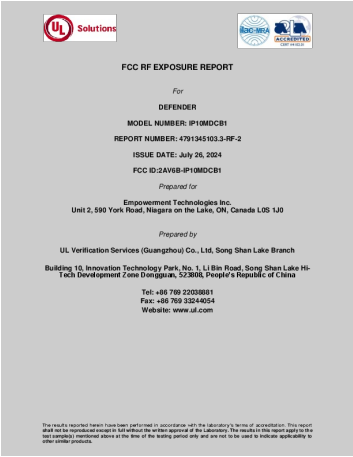 UL Solutions
ilac-MRA
ACCREDITED
FCC RF EXPOSURE REPORT
For
DEFENDER
MODEL NUMBER: IP10MDCB1
REPORT NUMBER: 4791345103.3-RF-2
ISSUE DATE: July 26, 2024
FCC ID:2AV6B-IP10MDCB1
Prepared for
Empowerment Technologies Inc.
Unit 2, 590 York Road, Niagara on the Lake, ON, Canada L0S 1J0
Prepared by
UL Verification Services (Guangzhou) Co., Ltd, Song Shan Lake Branch
Building 10, Innovation Technology Park, No. 1, Li Bin Road, Song Shan Lake Hi-
Tech Development Zone Dongguan, 523808, People's Republic of China
Tel: +86 769 22038881
Fax: +86 769 33244054
Website: www.ul.com
The results reported herein have been performed in accordance with the laboratory's terms of accreditation. This report
shall not be reproduced except in full without the written approval of the Laboratory. The results in this report apply to the
test sample(s) mentioned above at the time of the testing period only and are not to be used to indicate applicability to
other similar products.